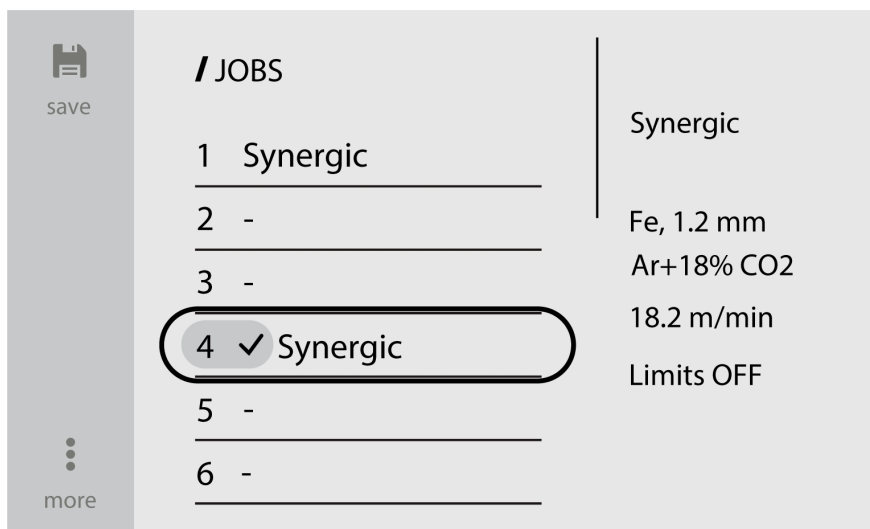 save
/ JOBS
1 Synergic
2 -
3 -
4 ✓ Synergic
5 -
6 -
more
Synergic
Fe, 1.2 mm
Ar+18% CO2
18.2 m/min
Limits OFF